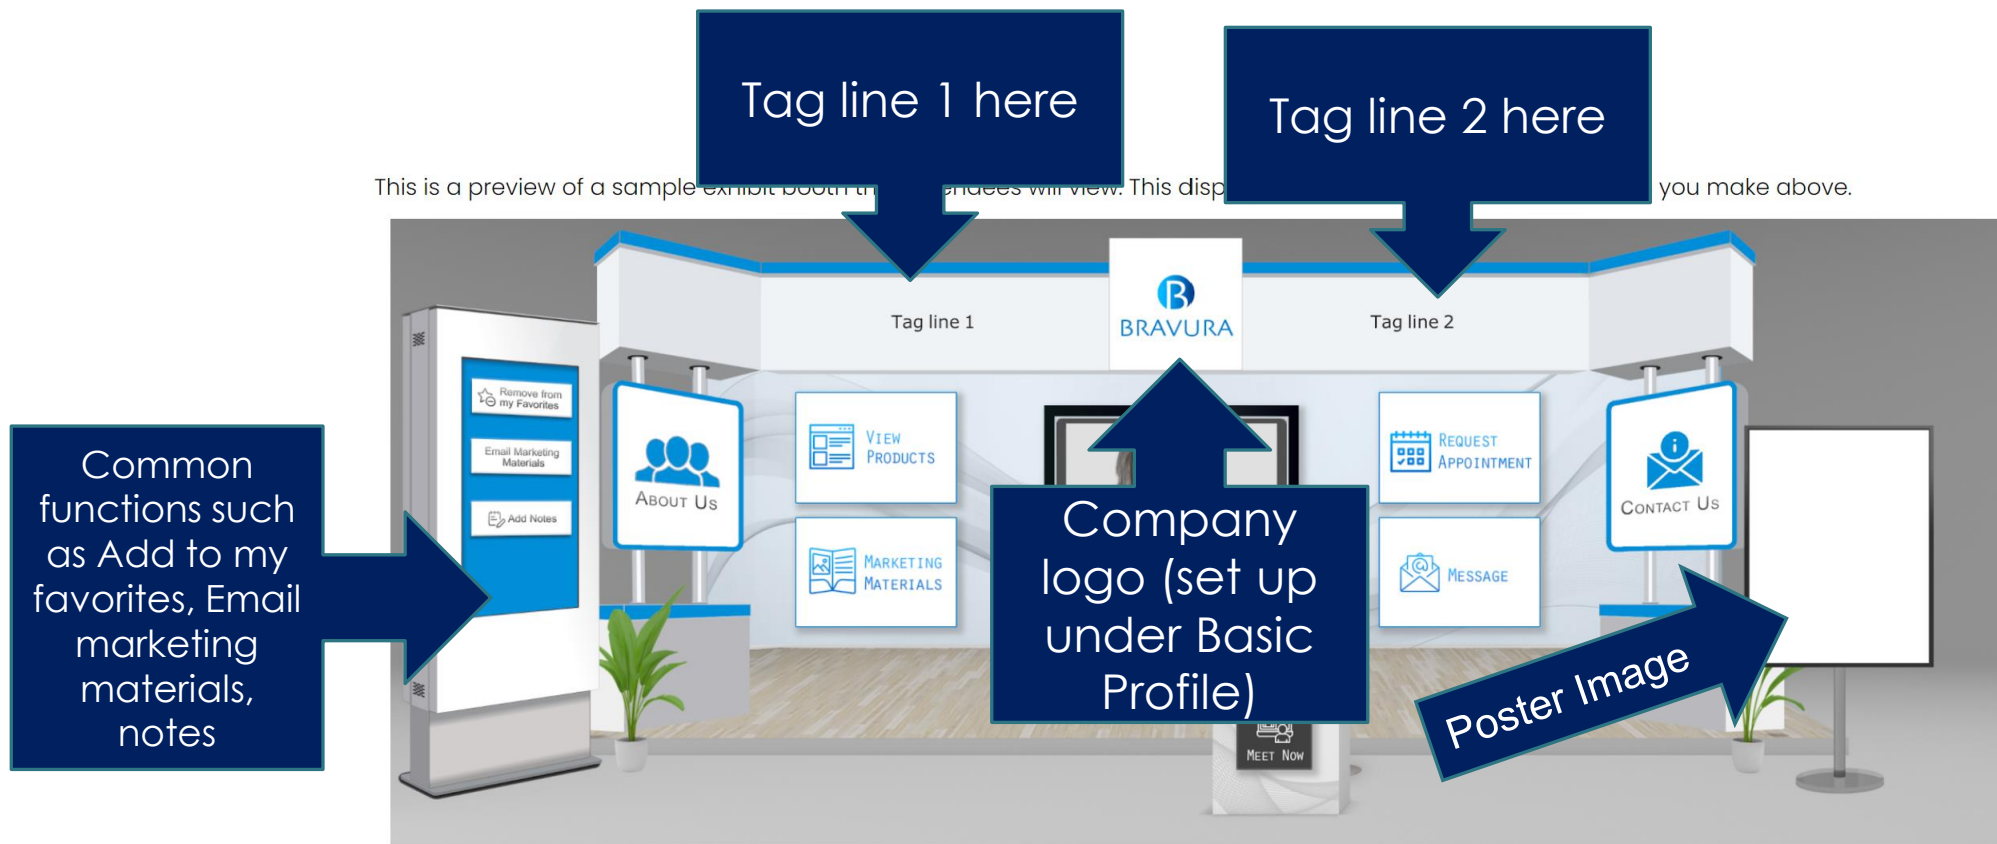 Tag line 1 here
Tag line 2 here
This is a preview of a sample exhibit booth th endees will view. This disp you make above.
Tag line 1
B
BRAVURA
Tag line 2
Remove from
my Favorites
Email Marketing
Materials
Add Notes
Common
functions such
as Add to my
favorites, Email
marketing
materials,
notes
About Us
View
Products
Marketing
Materials
Company
logo (set up
under Basic
Profile)
Request
Appointment
Message
Contact Us
Poster Image
Meet Now